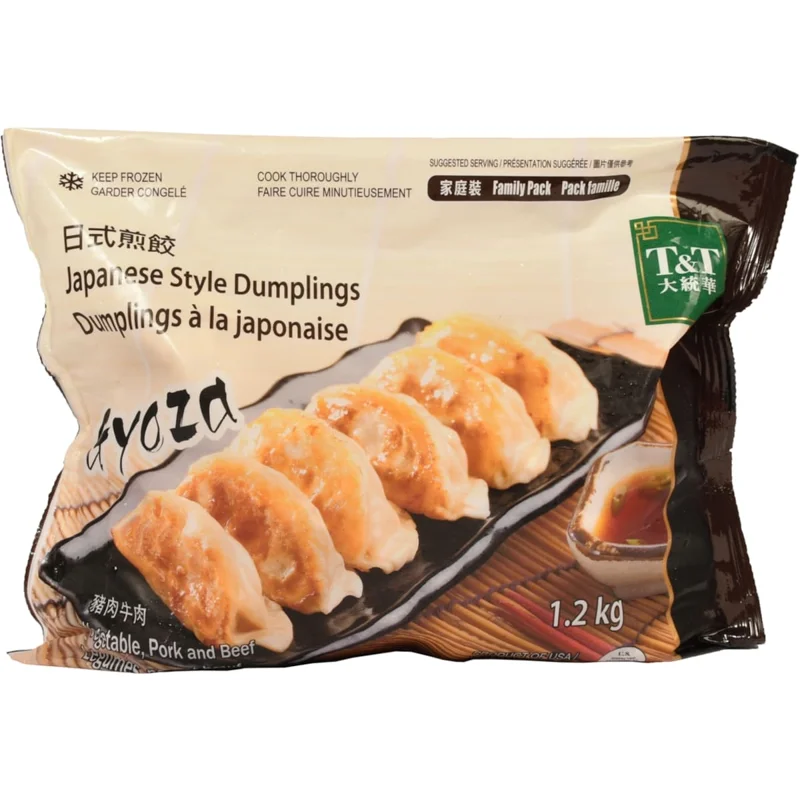 KEEP FROZEN
GARDER CONGELÉ
COOK THOROUGHLY
FAIRE CUIRE MINUTIEUSEMENT
SUGGESTED SERVING / PRÉSENTATION SUGGÉRÉE / 圖片僅供參考
家庭裝 Family Pack Pack famille
T&T
大統華
日式煎餃
Japanese Style Dumplings
Dumplings à la japonaise
Gyoza
豬肉牛肉
Vegetable, Pork and Beef
1.2 kg